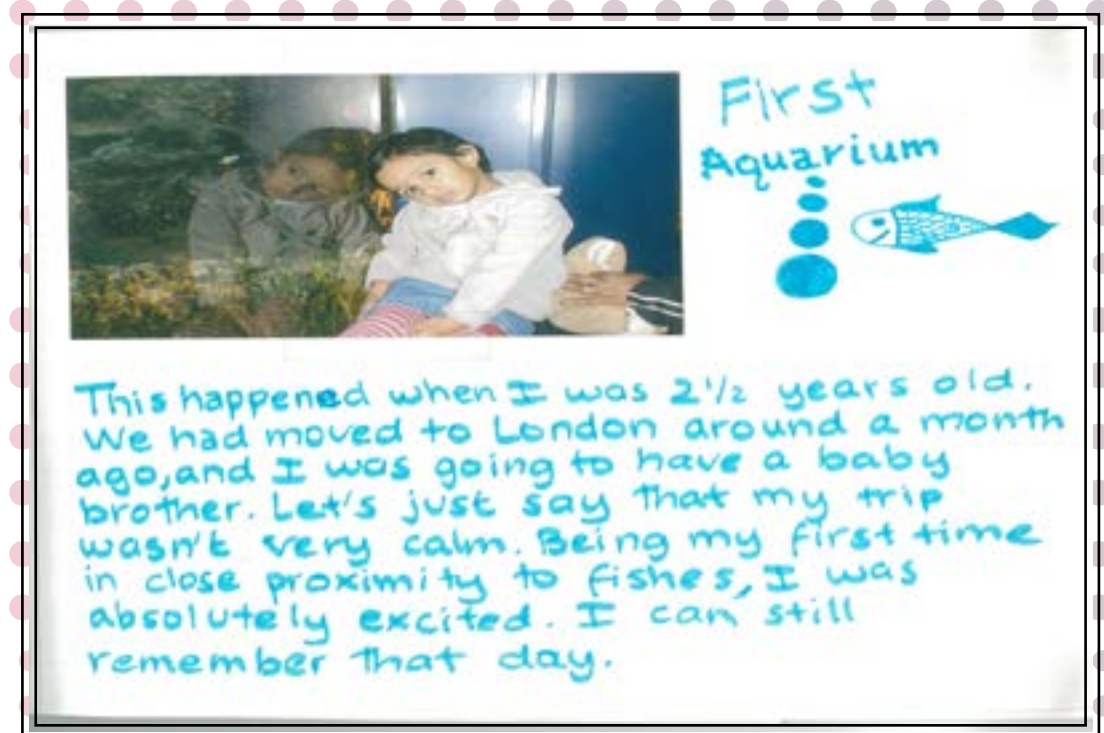 First
Aquarium
This happened when I was 2 1/2 years old.
We had moved to London around a month
ago, and I was going to have a baby
brother. Let's just say that my trip
wasn't very calm. Being my first time
in close proximity to fishes, I was
absolutely excited. I can still
remember that day.